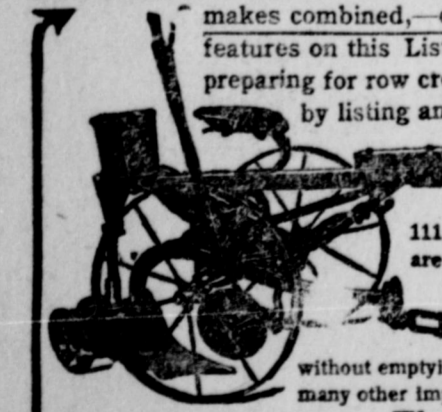 makes combined,—
features on this Lis
preparing for row cr
by listing an
111
are
without emptyi
many other im